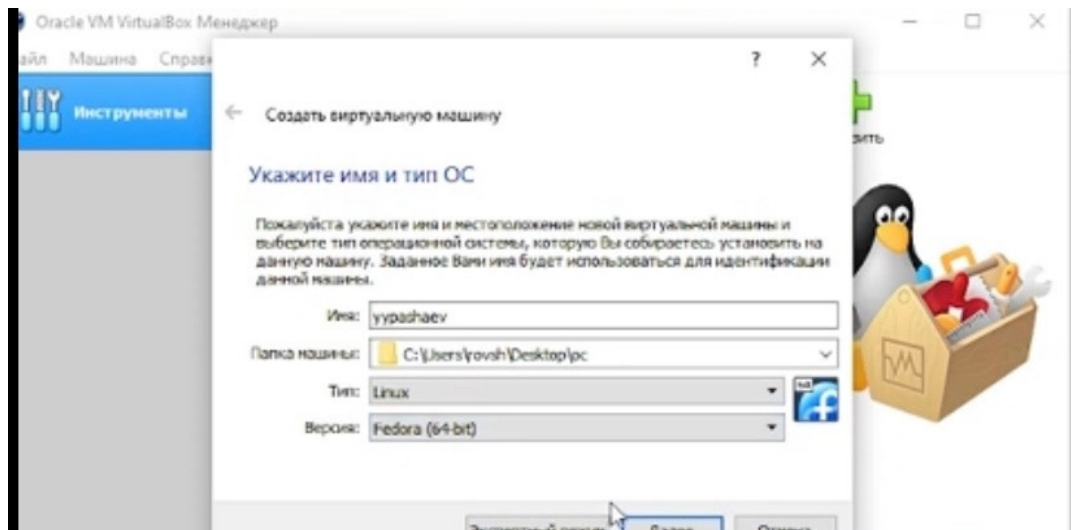 Oracle VM VirtualBox Менеджер
айл Машина Справк
Инструменты
Создать виртуальную машину
Укажите имя и тип ОС
Пожалуйста укажите имя и местоположение новой виртуальной машины и
выберите тип операционной системы, которую Вы собираетесь установить на
данную машину. Заданное Вами имя будет использоваться для идентификации
данной машины.
Имя: yypashaev
Папка машины: C:\Users\rovsh\Desktop\pc
Тип: Linux
Версия: Fedora (64-bit)